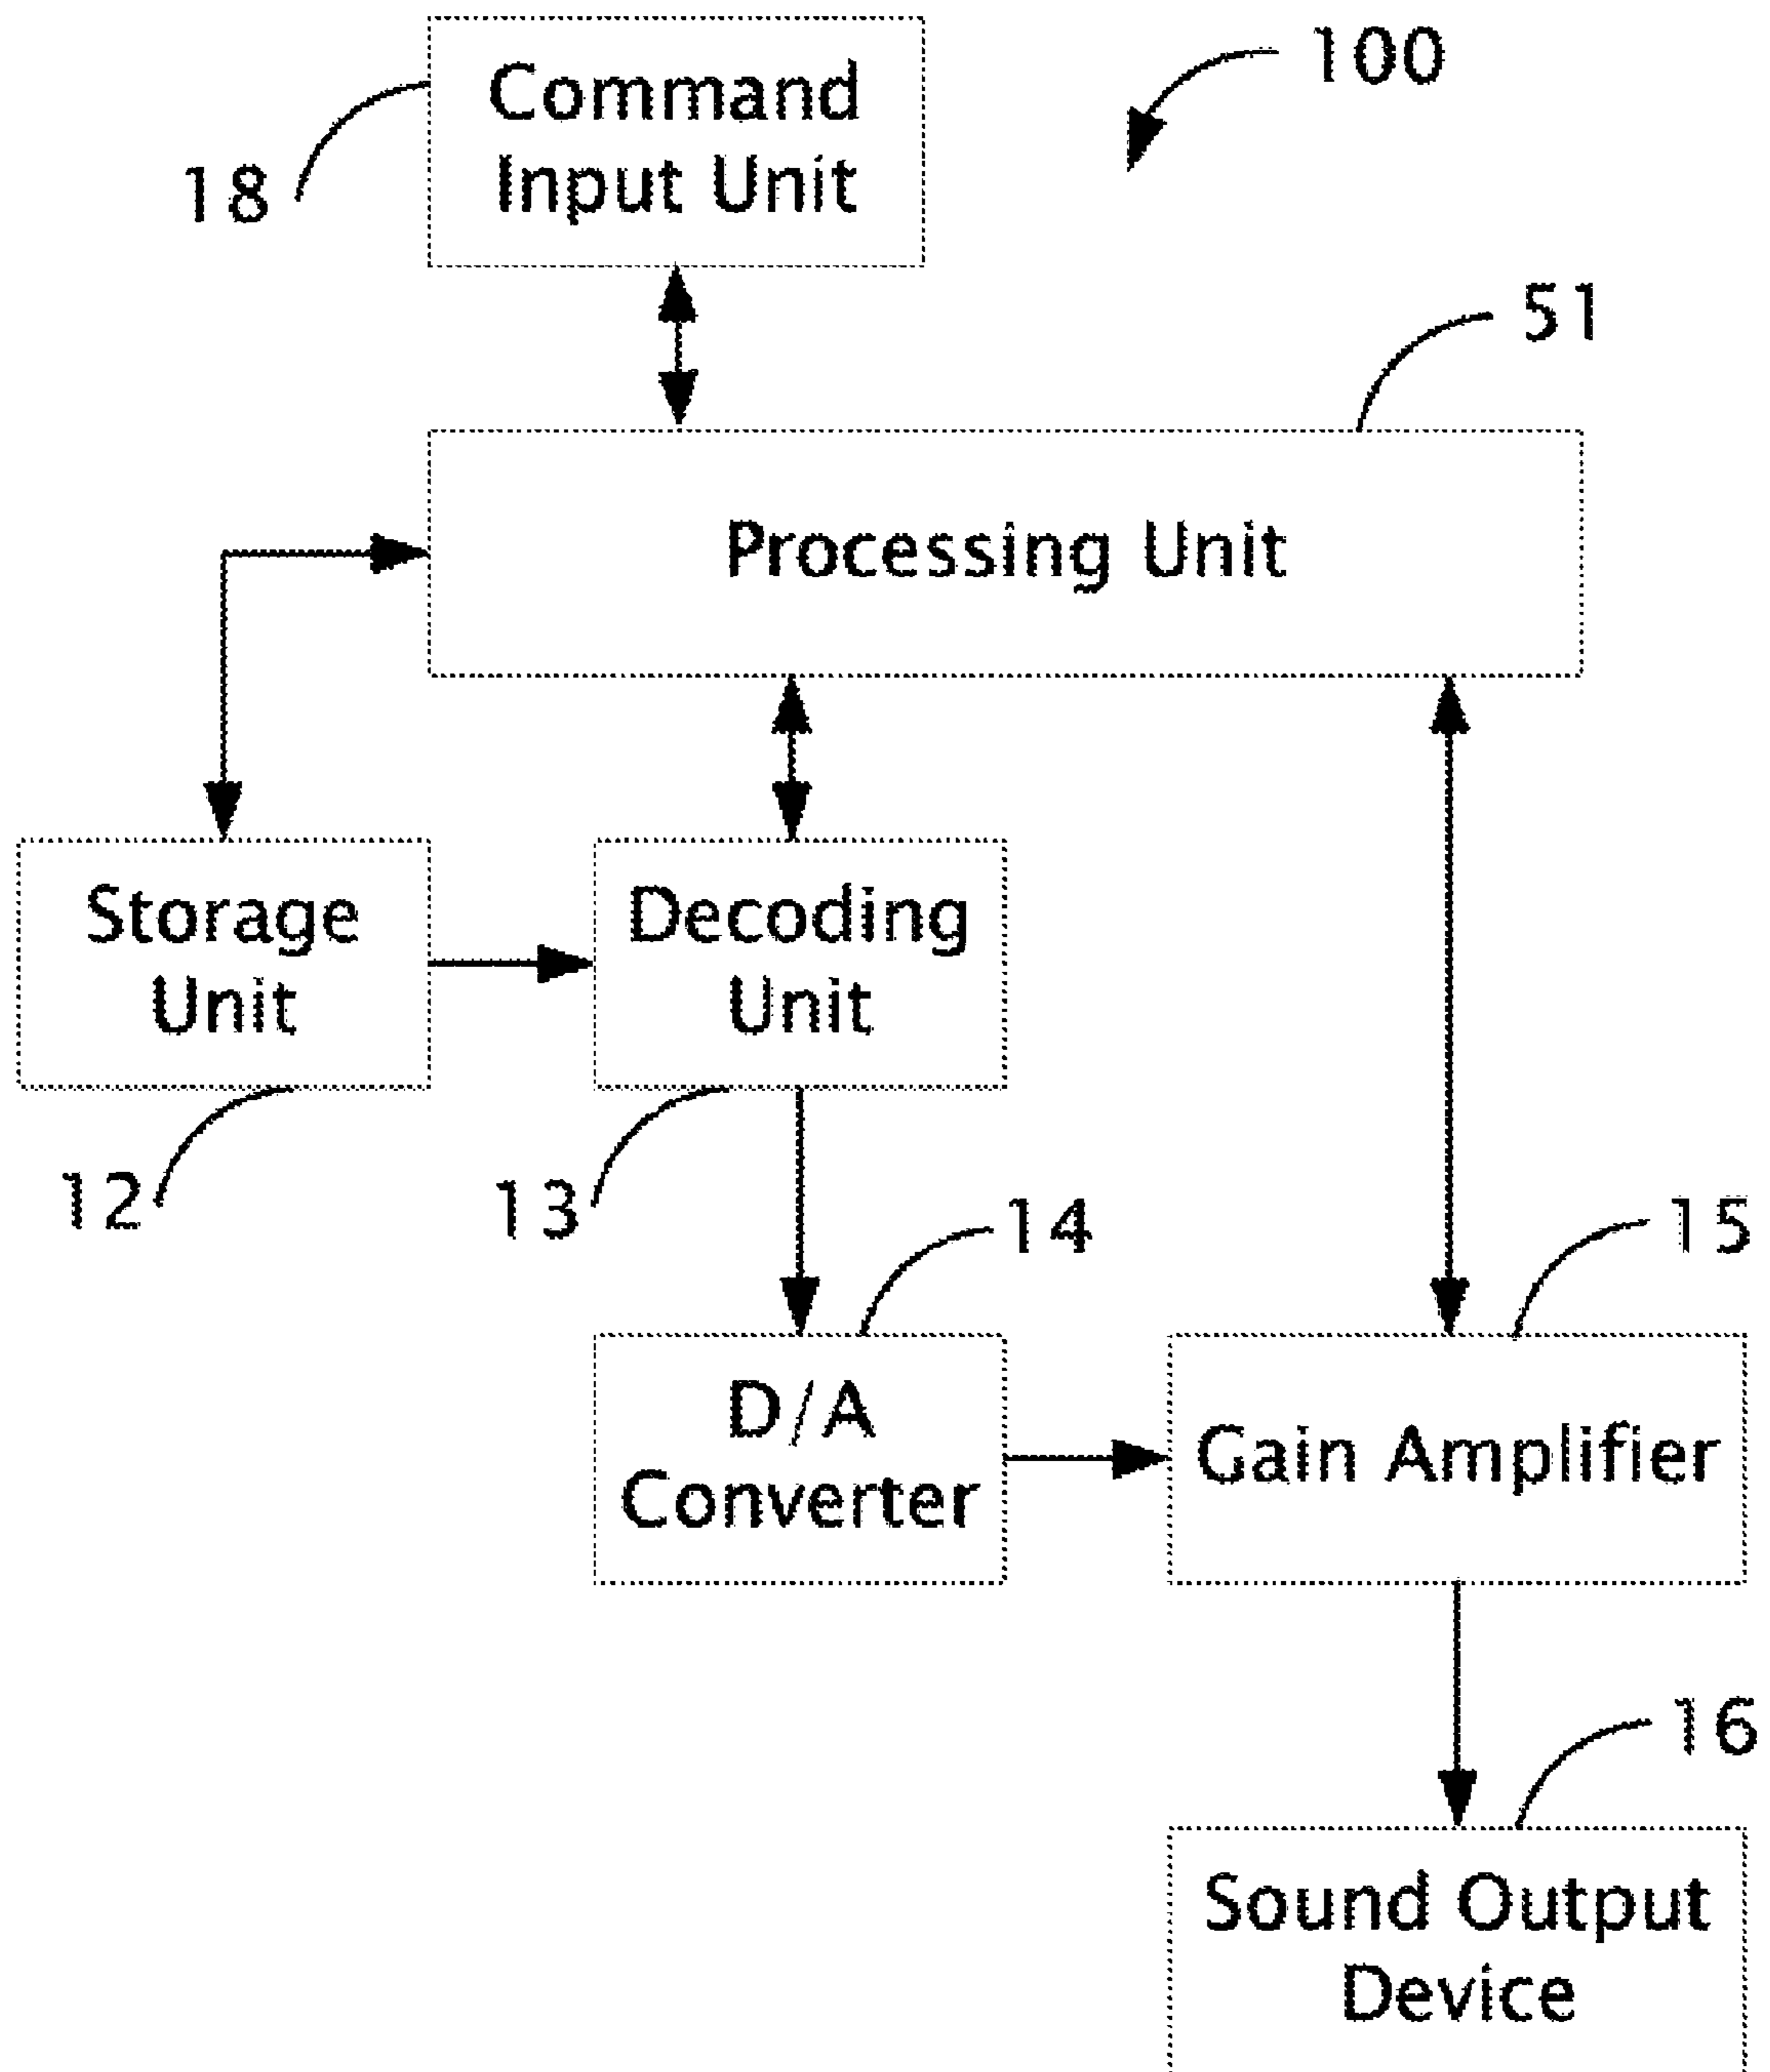 100
Command
Input Unit
18
51
Processing Unit
Storage
Unit
Decoding
Unit
12
13
14
15
D/A
Converter
Gain Amplifier
16
Sound Output
Device